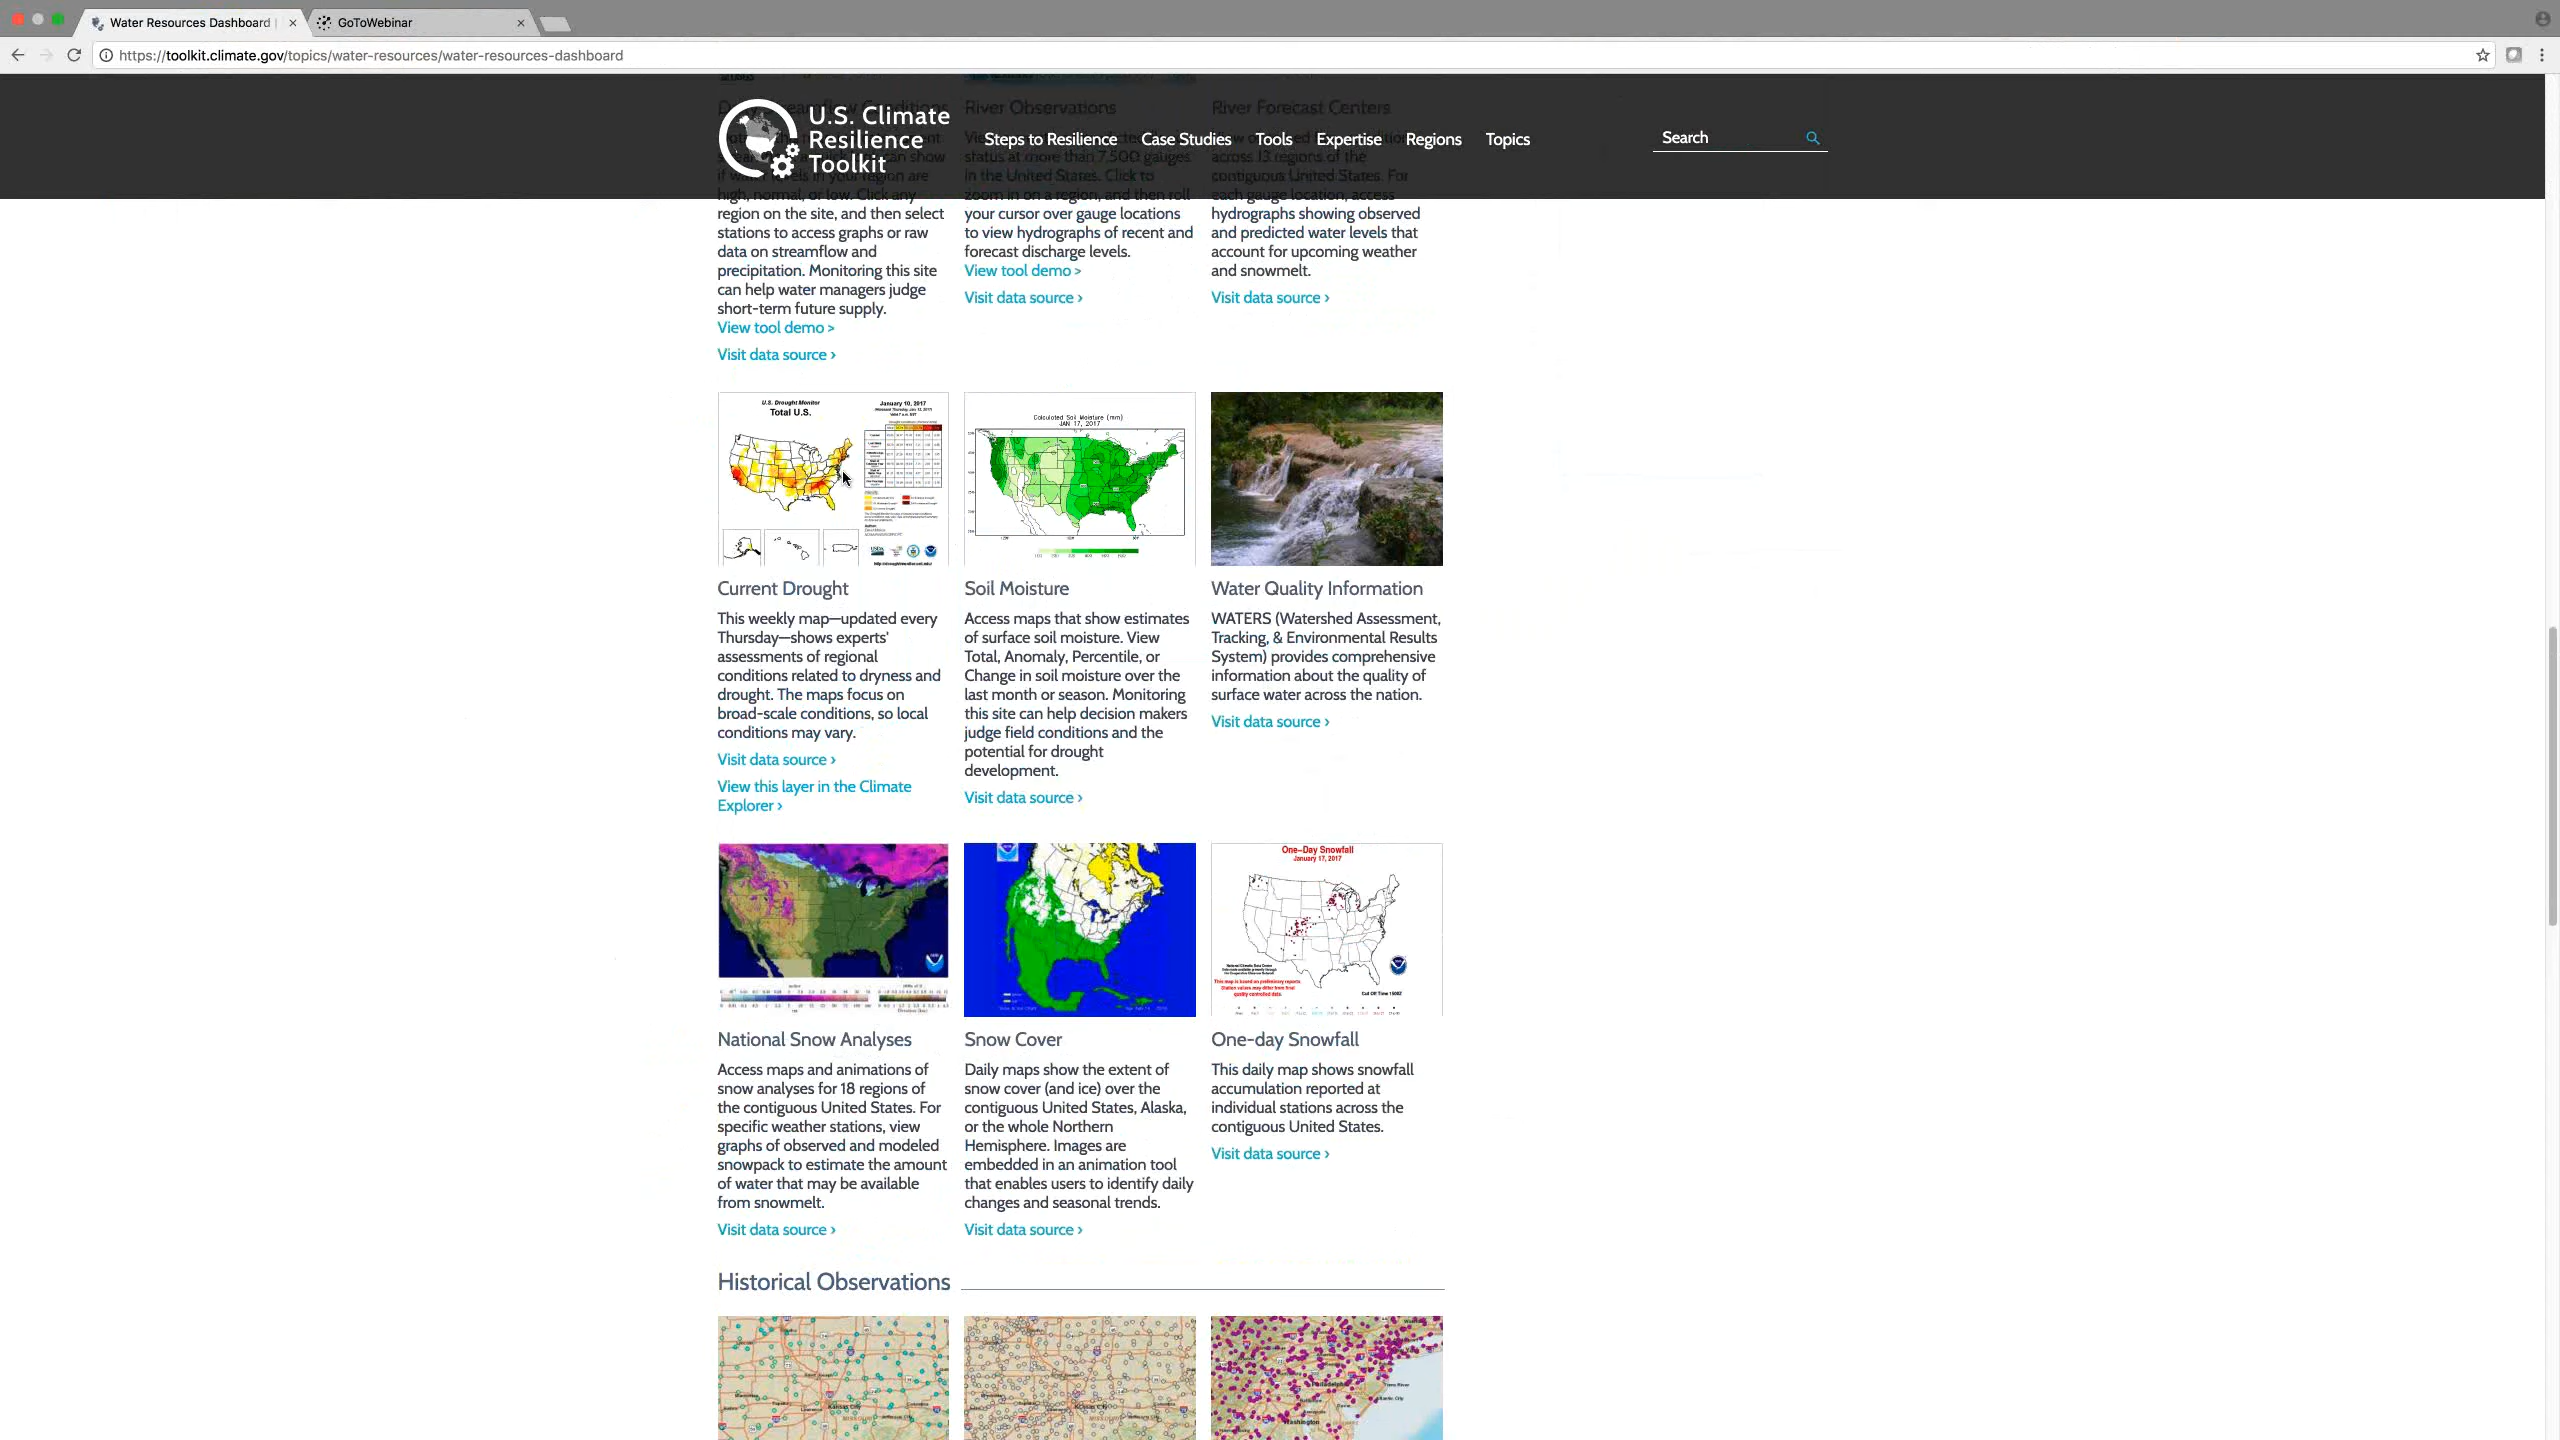 Water Resources Dashboard |
GoToWebinar
https://toolkit.climate.gov/topics/water-resources/water-resources-dashboard
U.S. Climate
Resilience
Toolkit
Steps to Resilience
Case Studies
Tools
Expertise
Regions
Topics
Search
high, normal, or low. Click any
region on the site, and then select
stations to access graphs or raw
data on streamflow and
precipitation. Monitoring this site
can help water managers judge
short-term future supply.
View tool demo >
Visit data source ›
River Observations
status at more than 7,500 gauges
in the United States. Click to
zoom in on a region, and then roll
your cursor over gauge locations
to view hydrographs of recent and
forecast discharge levels.
View tool demo >
Visit data source ›
River Forecast Centers
across 13 regions of the
contiguous United States. For
each gauge location, access
hydrographs showing observed
and predicted water levels that
account for upcoming weather
and snowmelt.
Visit data source ›
U.S. Drought Monitor
Total U.S.
January 10, 2017
Calculated Soil Moisture (mm)
JAN 17, 2017
Current Drought
This weekly map—updated every
Thursday—shows experts'
assessments of regional
conditions related to dryness and
drought. The maps focus on
broad-scale conditions, so local
conditions may vary.
Visit data source ›
View this layer in the Climate
Explorer ›
Soil Moisture
Access maps that show estimates
of surface soil moisture. View
Total, Anomaly, Percentile, or
Change in soil moisture over the
last month or season. Monitoring
this site can help decision makers
judge field conditions and the
potential for drought
development.
Visit data source ›
Water Quality Information
WATERS (Watershed Assessment,
Tracking, & Environmental Results
System) provides comprehensive
information about the quality of
surface water across the nation.
Visit data source ›
One-Day Snowfall
January 17, 2017
National Snow Analyses
Access maps and animations of
snow analyses for 18 regions of
the contiguous United States. For
specific weather stations, view
graphs of observed and modeled
snowpack to estimate the amount
of water that may be available
from snowmelt.
Visit data source ›
Snow Cover
Daily maps show the extent of
snow cover (and ice) over the
contiguous United States, Alaska,
or the whole Northern
Hemisphere. Images are
embedded in an animation tool
that enables users to identify daily
changes and seasonal trends.
Visit data source ›
One-day Snowfall
This daily map shows snowfall
accumulation reported at
individual stations across the
contiguous United States.
Visit data source ›
Historical Observations